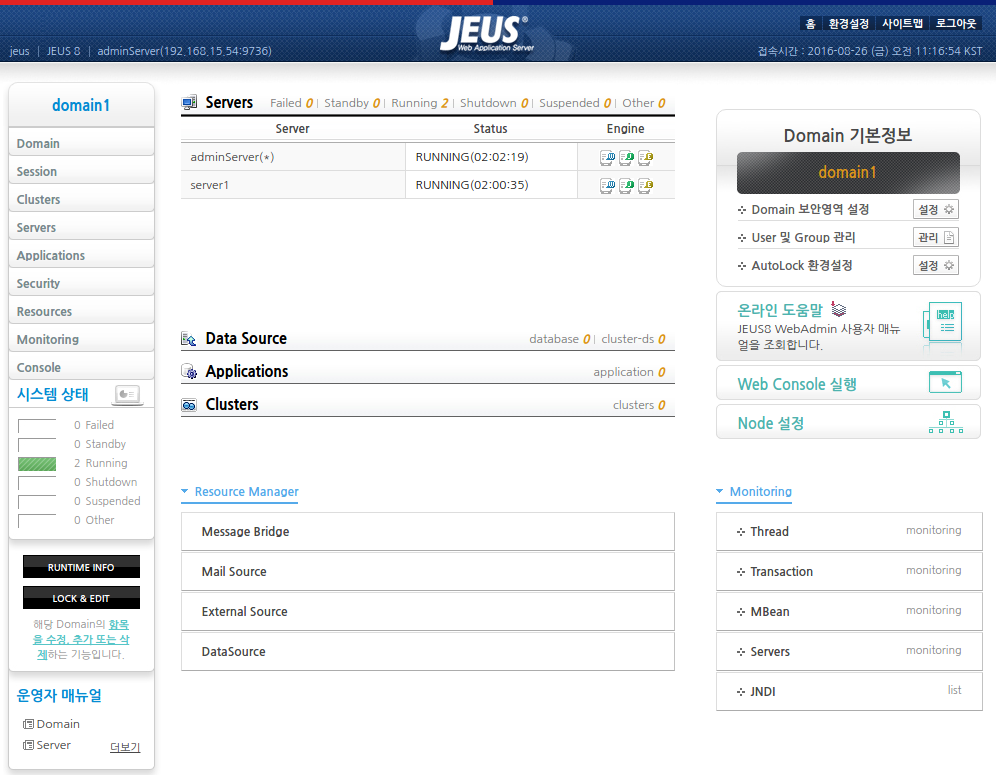 JEUS®
Web Application Server
홈 환경설정 사이트맵 로그아웃
jeus | JEUS 8 | adminServer(192.168.15.54:9736)
접속시간 : 2016-08-26 (금) 오전 11:16:54 KST
domain1
Domain
Session
Clusters
Servers
Applications
Security
Resources
Monitoring
Console
시스템 상태
0 Failed
0 Standby
2 Running
0 Shutdown
0 Suspended
0 Other
RUNTIME INFO
LOCK & EDIT
해당 Domain의 항목
을 수정, 추가 또는 삭
제하는 기능입니다.
운영자 매뉴얼
Domain
Server
더보기
Servers Failed 0 | Standby 0 | Running 2 | Shutdown 0 | Suspended 0 | Other 0
Server Status Engine
adminServer(*) RUNNING(02:02:19)
server1 RUNNING(02:00:35)
Data Source database 0 | cluster-ds 0
Applications application 0
Clusters clusters 0
Resource Manager
Message Bridge
Mail Source
External Source
DataSource
Domain 기본정보
domain1
Domain 보안영역 설정 설정
User 및 Group 관리 관리
AutoLock 환경설정 설정
온라인 도움말
JEUS8 WebAdmin 사용자 매뉴
얼을 조회합니다.
help
Web Console 실행
Node 설정
Monitoring
Thread monitoring
Transaction monitoring
MBean monitoring
Servers monitoring
JNDI list